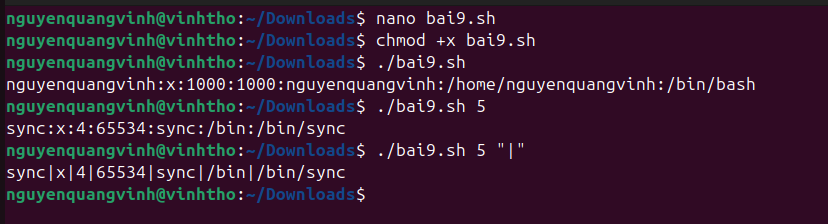 nguyenquangvinh@vinhtho:~/Downloads$ nano bai9.sh
nguyenquangvinh@vinhtho:~/Downloads$ chmod +x bai9.sh
nguyenquangvinh@vinhtho:~/Downloads$ ./bai9.sh
nguyenquangvinh:x:1000:1000:nguyenquangvinh:/home/nguyenquangvinh:/bin/bash
nguyenquangvinh@vinhtho:~/Downloads$ ./bai9.sh 5
sync:x:4:65534:sync:/bin:/bin/sync
nguyenquangvinh@vinhtho:~/Downloads$ ./bai9.sh 5 "|"
sync|x|4|65534|sync|/bin|/bin/sync
nguyenquangvinh@vinhtho:~/Downloads$